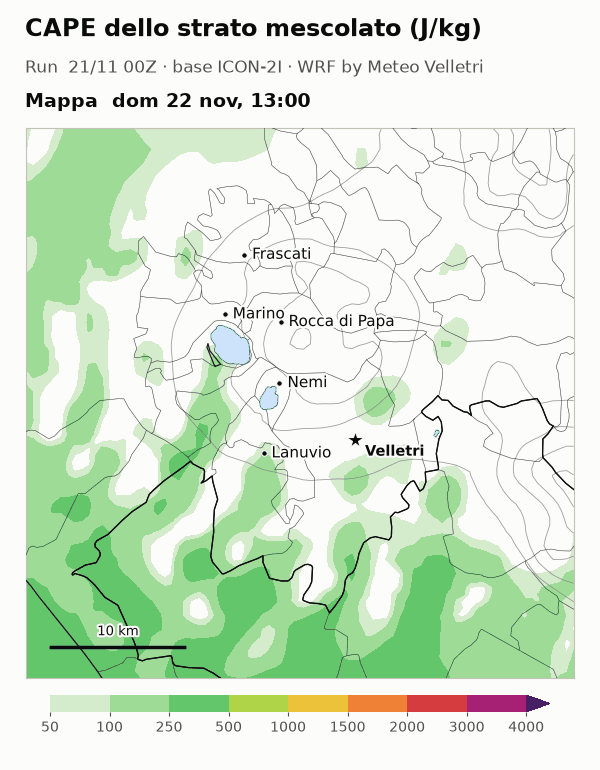 CAPE dello strato mescolato (J/kg)
Run  21/11 00Z · base ICON-2I · WRF by Meteo Velletri
Mappa  dom 22 nov, 13:00
Frascati
Marino
Rocca di Papa
Nemi
Velletri
Lanuvio
10 km
50 100 250 500 1000 1500 2000 3000 4000